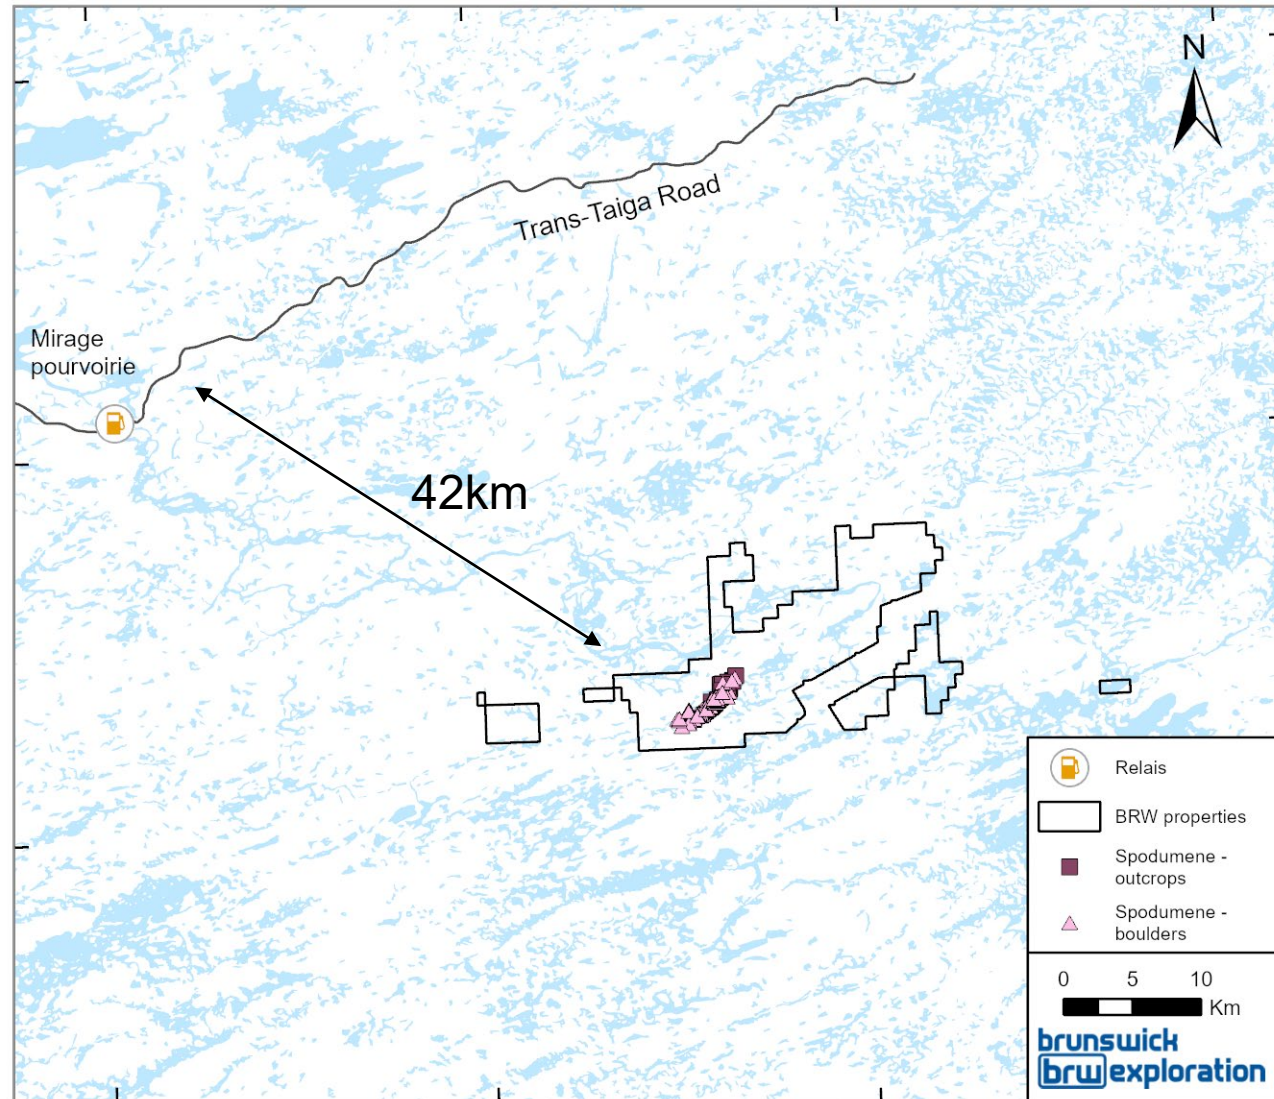 N
Trans-Taiga Road
Mirage
pourvoirie
42km
Relais
BRW properties
Spodumene -
outcrops
Spodumene -
boulders
0 5 10
Km
brunswick
brw exploration